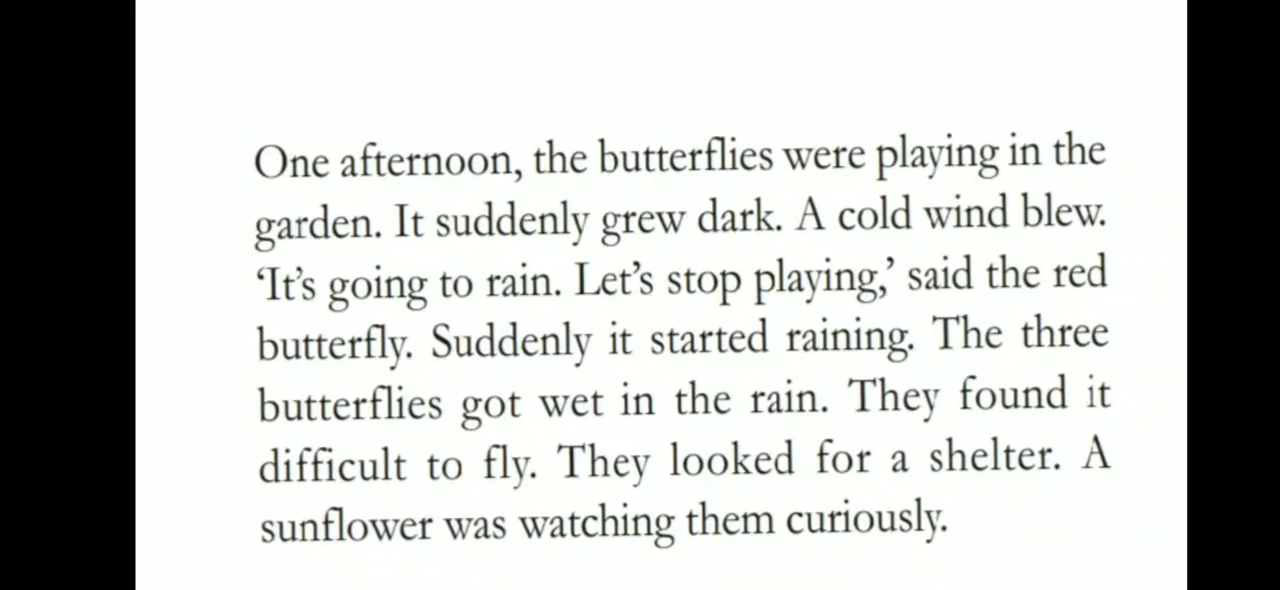 One afternoon, the butterflies were playing in the
garden. It suddenly grew dark. A cold wind blew.
‘It’s going to rain. Let’s stop playing,’ said the red
butterfly. Suddenly it started raining. The three
butterflies got wet in the rain. They found it
difficult to fly. They looked for a shelter. A
sunflower was watching them curiously.